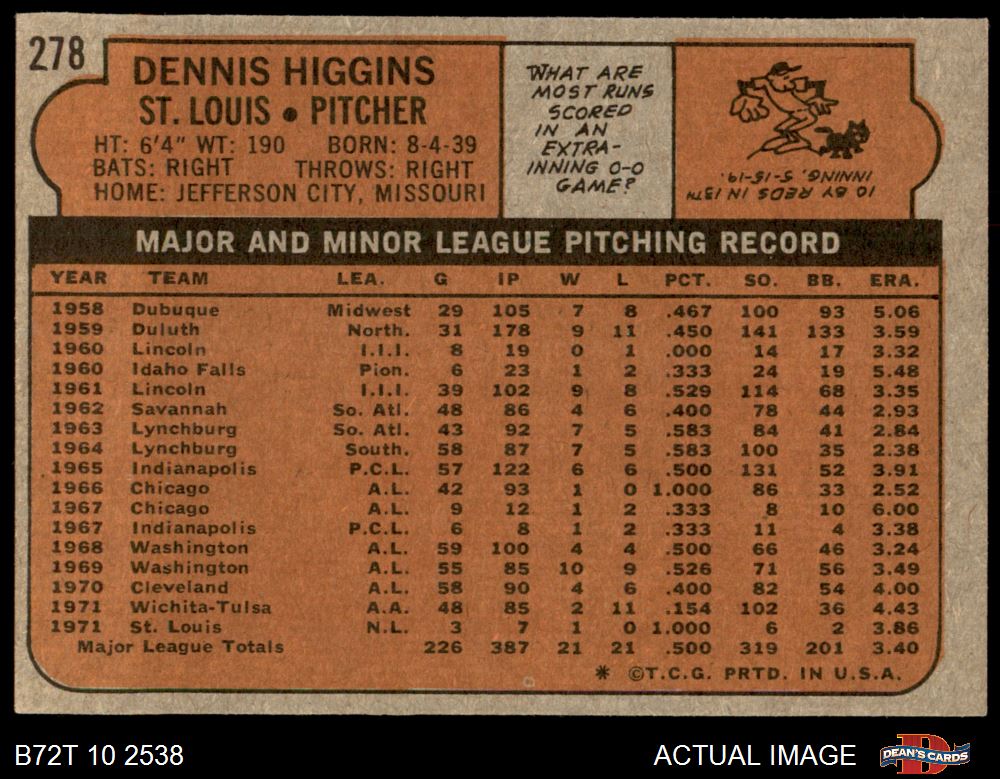 278
DENNIS HIGGINS
ST. LOUIS • PITCHER
HT: 6'4" WT: 190 BORN: 8-4-39
BATS: RIGHT THROWS: RIGHT
HOME: JEFFERSON CITY, MISSOURI
WHAT ARE
MOST RUNS
SCORED
IN AN
EXTRA-
INNING 0-0
GAME?
10 BY REDS IN 13TH
INNING, 5-15-19.
MAJOR AND MINOR LEAGUE PITCHING RECORD
YEAR TEAM LEA. G IP W L PCT. SO. BB. ERA.
1958 Dubuque Midwest 29 105 7 8 .467 100 93 5.06
1959 Duluth North. 31 178 9 11 .450 141 133 3.59
1960 Lincoln I.I.I. 8 19 0 1 .000 14 17 3.32
1960 Idaho Falls Pion. 6 23 1 2 .333 24 19 5.48
1961 Lincoln I.I.I. 39 102 9 8 .529 114 68 3.35
1962 Savannah So. Atl. 48 86 4 6 .400 78 44 2.93
1963 Lynchburg So. Atl. 43 92 7 5 .583 84 41 2.84
1964 Lynchburg South. 58 87 7 5 .583 100 35 2.38
1965 Indianapolis P.C.L. 57 122 6 6 .500 131 52 3.91
1966 Chicago A.L. 42 93 1 0 1.000 86 33 2.52
1967 Chicago A.L. 9 12 1 2 .333 8 10 6.00
1967 Indianapolis P.C.L. 6 8 1 2 .333 11 4 3.38
1968 Washington A.L. 59 100 4 4 .500 66 46 3.24
1969 Washington A.L. 55 85 10 9 .526 71 56 3.49
1970 Cleveland A.L. 58 90 4 6 .400 82 54 4.00
1971 Wichita-Tulsa A.A. 48 85 2 11 .154 102 36 4.43
1971 St. Louis N.L. 3 7 1 0 1.000 6 2 3.86
Major League Totals 226 387 21 21 .500 319 201 3.40
* ©T.C.G. PRTD. IN U.S.A.
B72T 10 2538 ACTUAL IMAGE DEAN'S CARDS